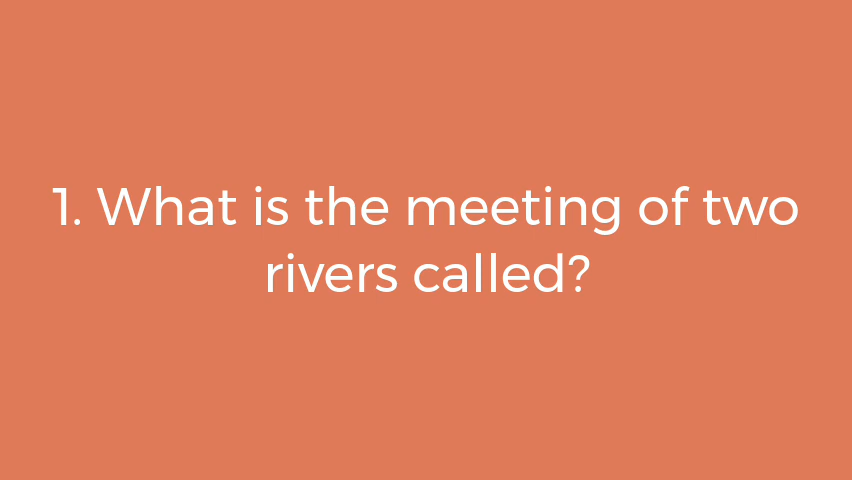 1. What is the meeting of two
rivers called?